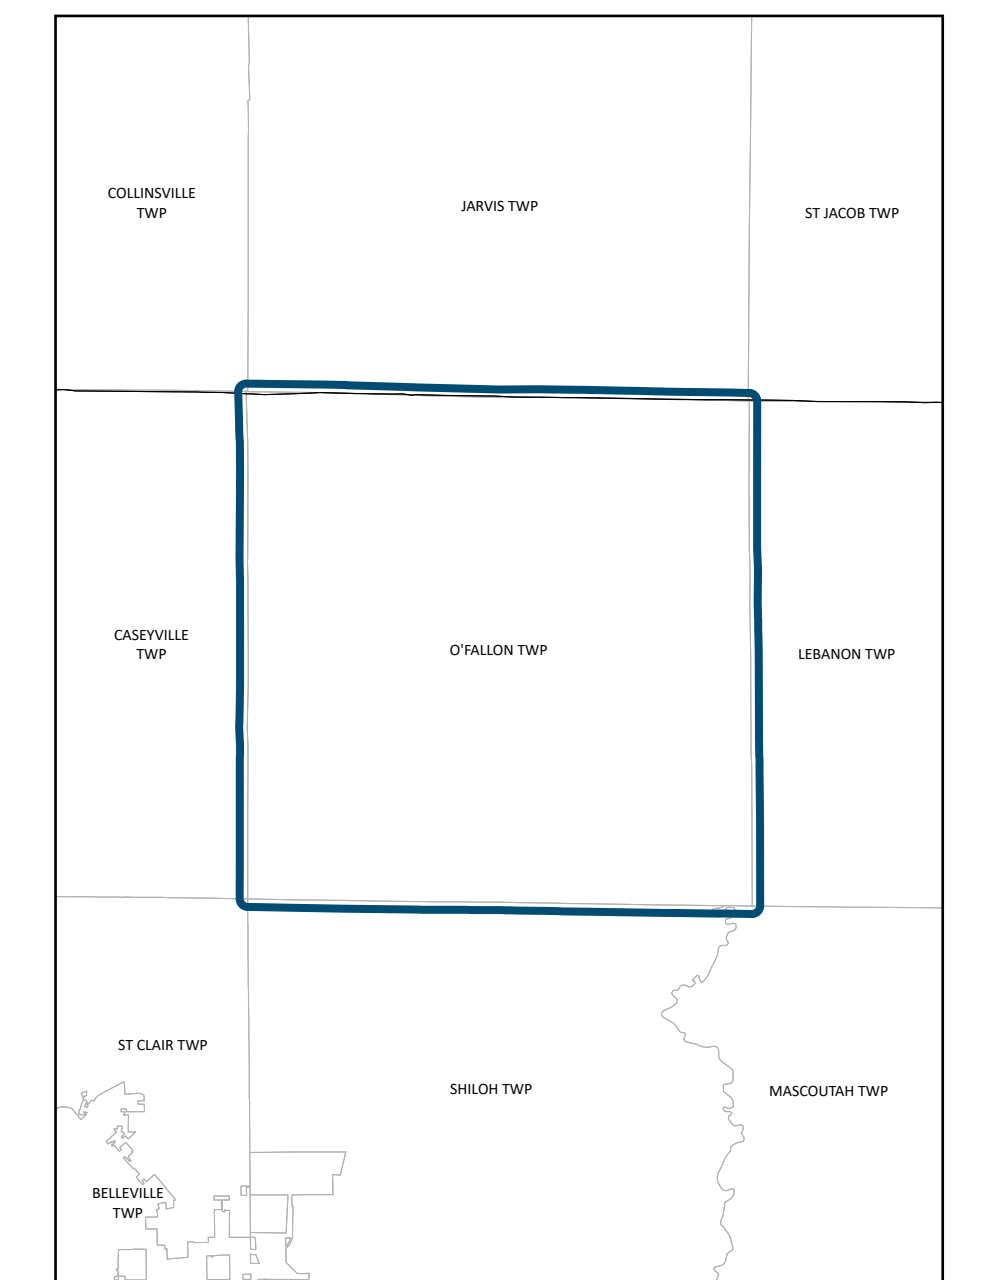 COLLINSVILLE
TWP
JARVIS TWP
ST JACOB TWP
CASEYVILLE
TWP
O'FALLON TWP
LEBANON TWP
ST CLAIR TWP
SHILOH TWP
MASCOUTAH TWP
BELLEVILLE
TWP